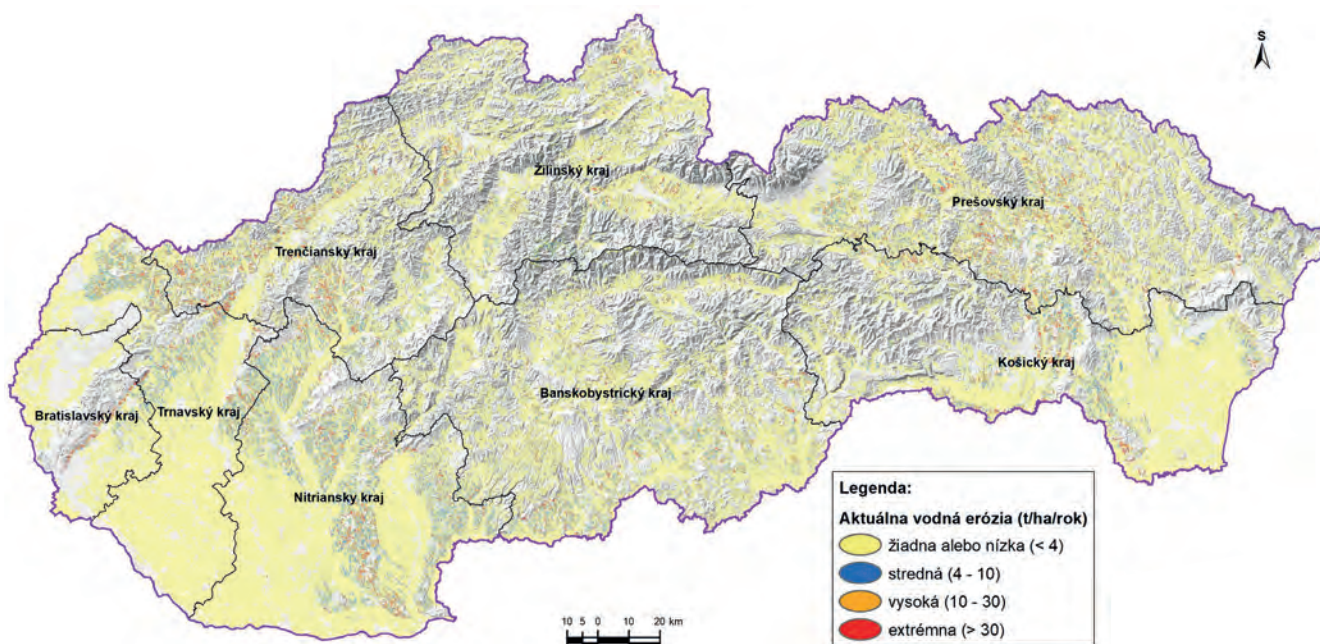 S
Žilinský kraj
Prešovský kraj
Trenčiansky kraj
Košický kraj
Banskobystrický kraj
Bratislavský kraj
Trnavský kraj
Nitriansky kraj
Legenda:
Aktuálna vodná erózia (t/ha/rok)
žiadna alebo nízka (< 4)
stredná (4 - 10)
vysoká (10 - 30)
extrémna (> 30)
10 5 0 10 20 km